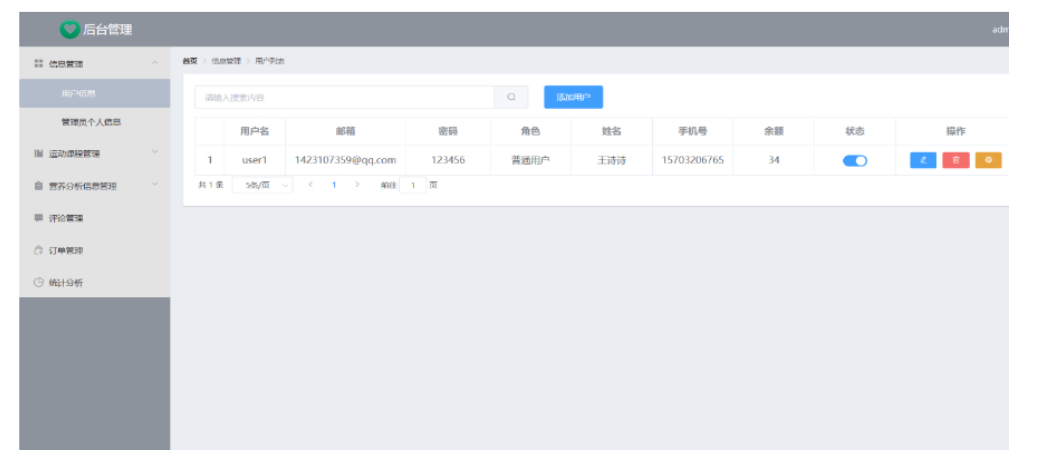 后台管理
adm
信息管理
首页 > 信息管理 > 用户列表
用户信息
请输入搜索内容
添加用户
管理员个人信息
用户名 邮箱 密码 角色 姓名 手机号 余额 状态 操作
运动课程管理
1 user1 1423107359@qq.com 123456 普通用户 王诗诗 15703206765 34
营养分析信息管理
共 1 条 5条/页 < 1 > 前往 1 页
评论管理
订单管理
统计分析